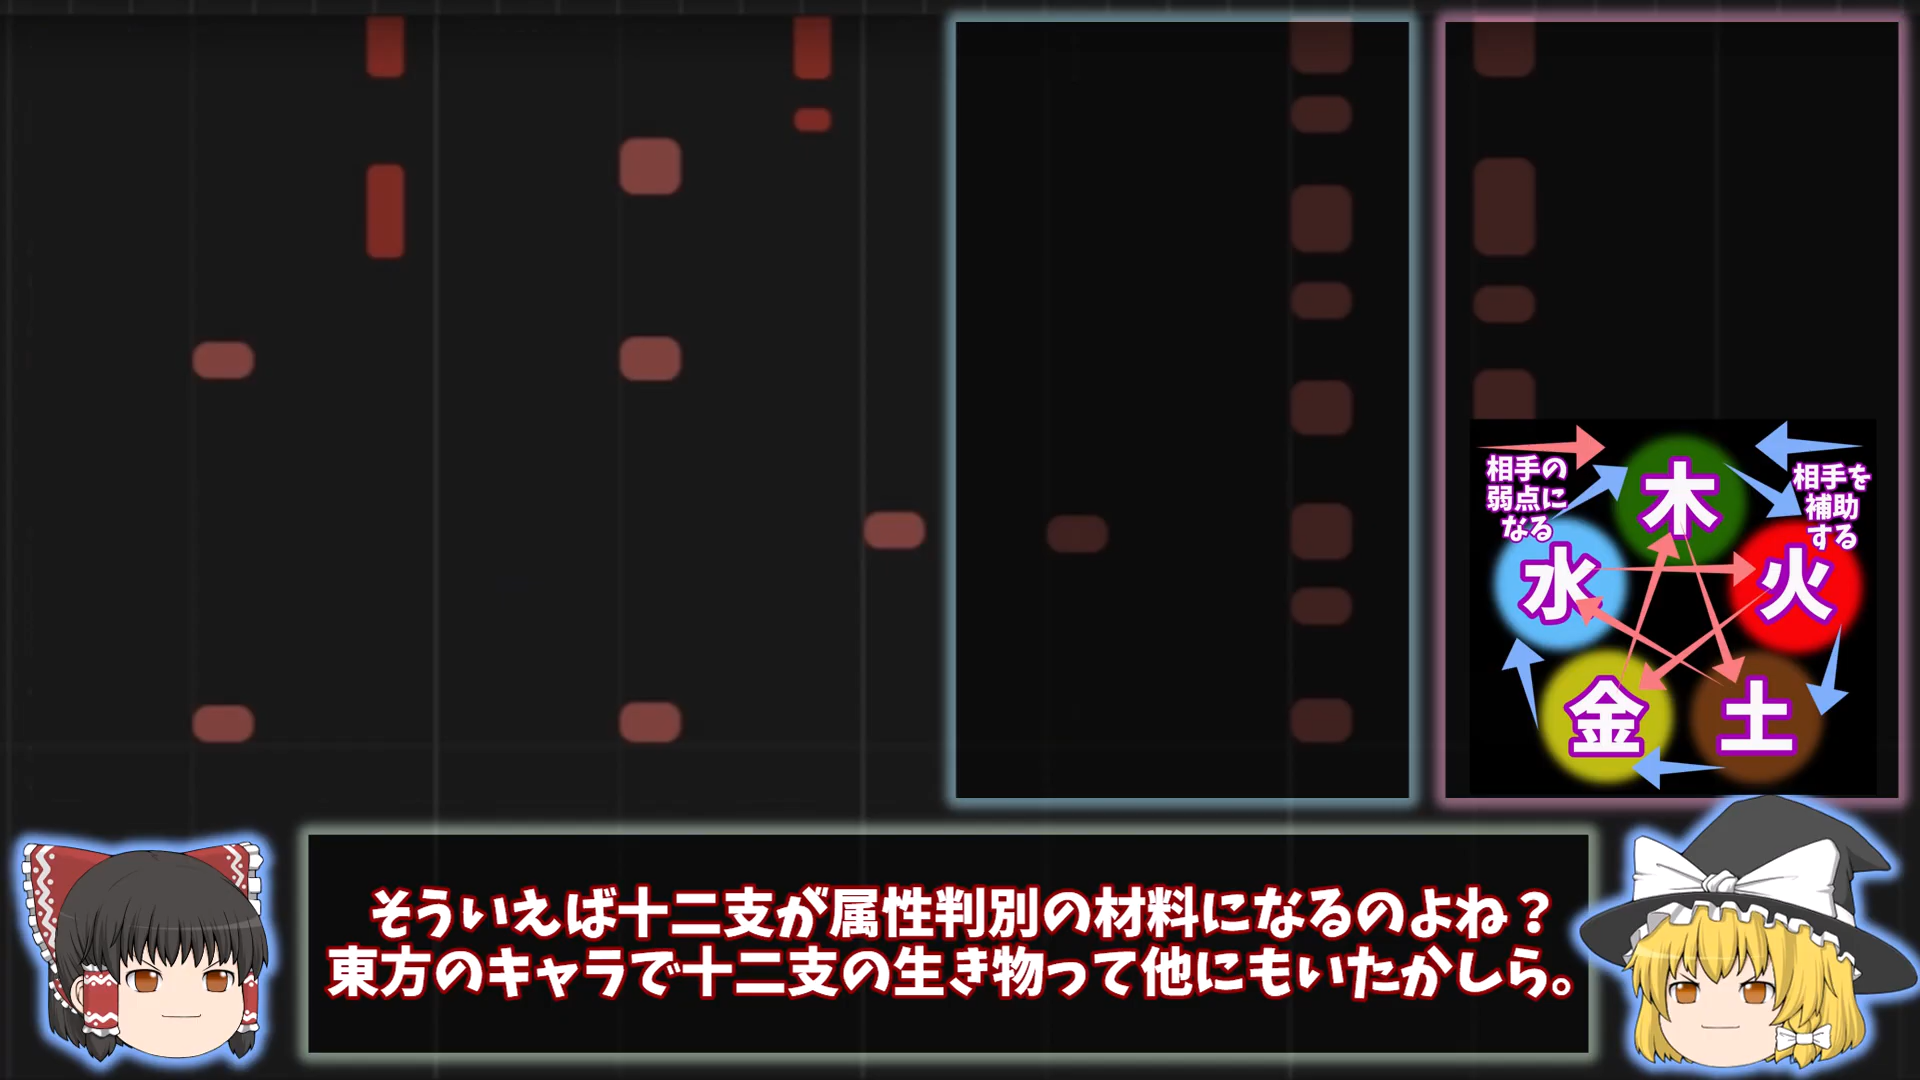 相手の
弱点に
なる
相手を
補助
する
木
水
火
金
土
そういえば十二支が属性判別の材料になるのよね？
東方のキャラで十二支の生き物って他にもいたかしら。